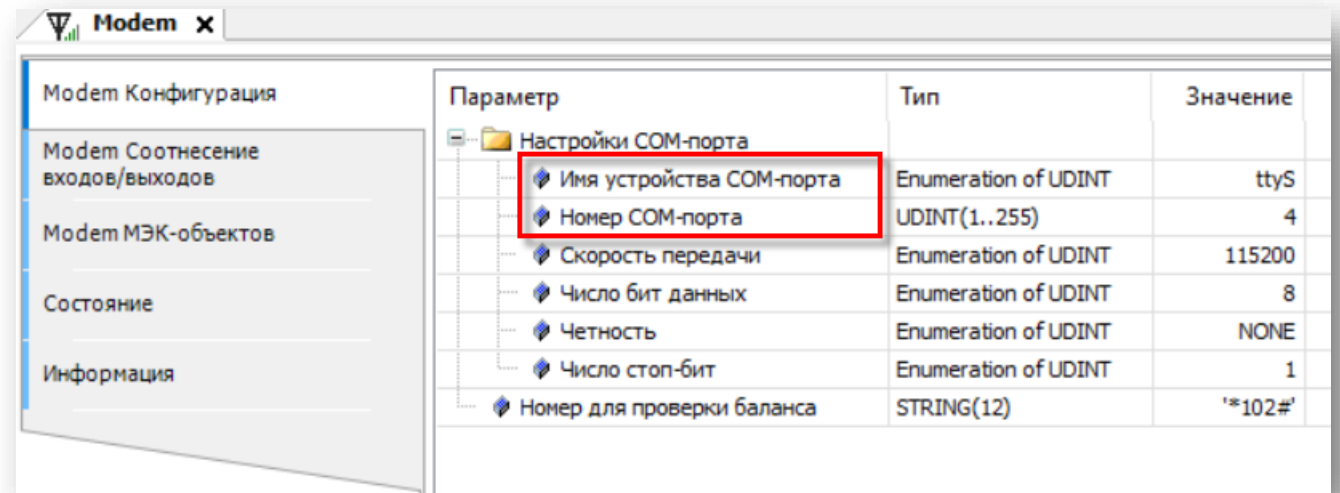 Modem
Modem Конфигурация
Modem Соотнесение
входов/выходов
Modem МЭК-объектов
Состояние
Информация
Параметр Тип Значение
Настройки COM-порта
Имя устройства COM-порта Enumeration of UDINT ttyS
Номер COM-порта UDINT(1..255) 4
Скорость передачи Enumeration of UDINT 115200
Число бит данных Enumeration of UDINT 8
Четность Enumeration of UDINT NONE
Число стоп-бит Enumeration of UDINT 1
Номер для проверки баланса STRING(12) '*102#'